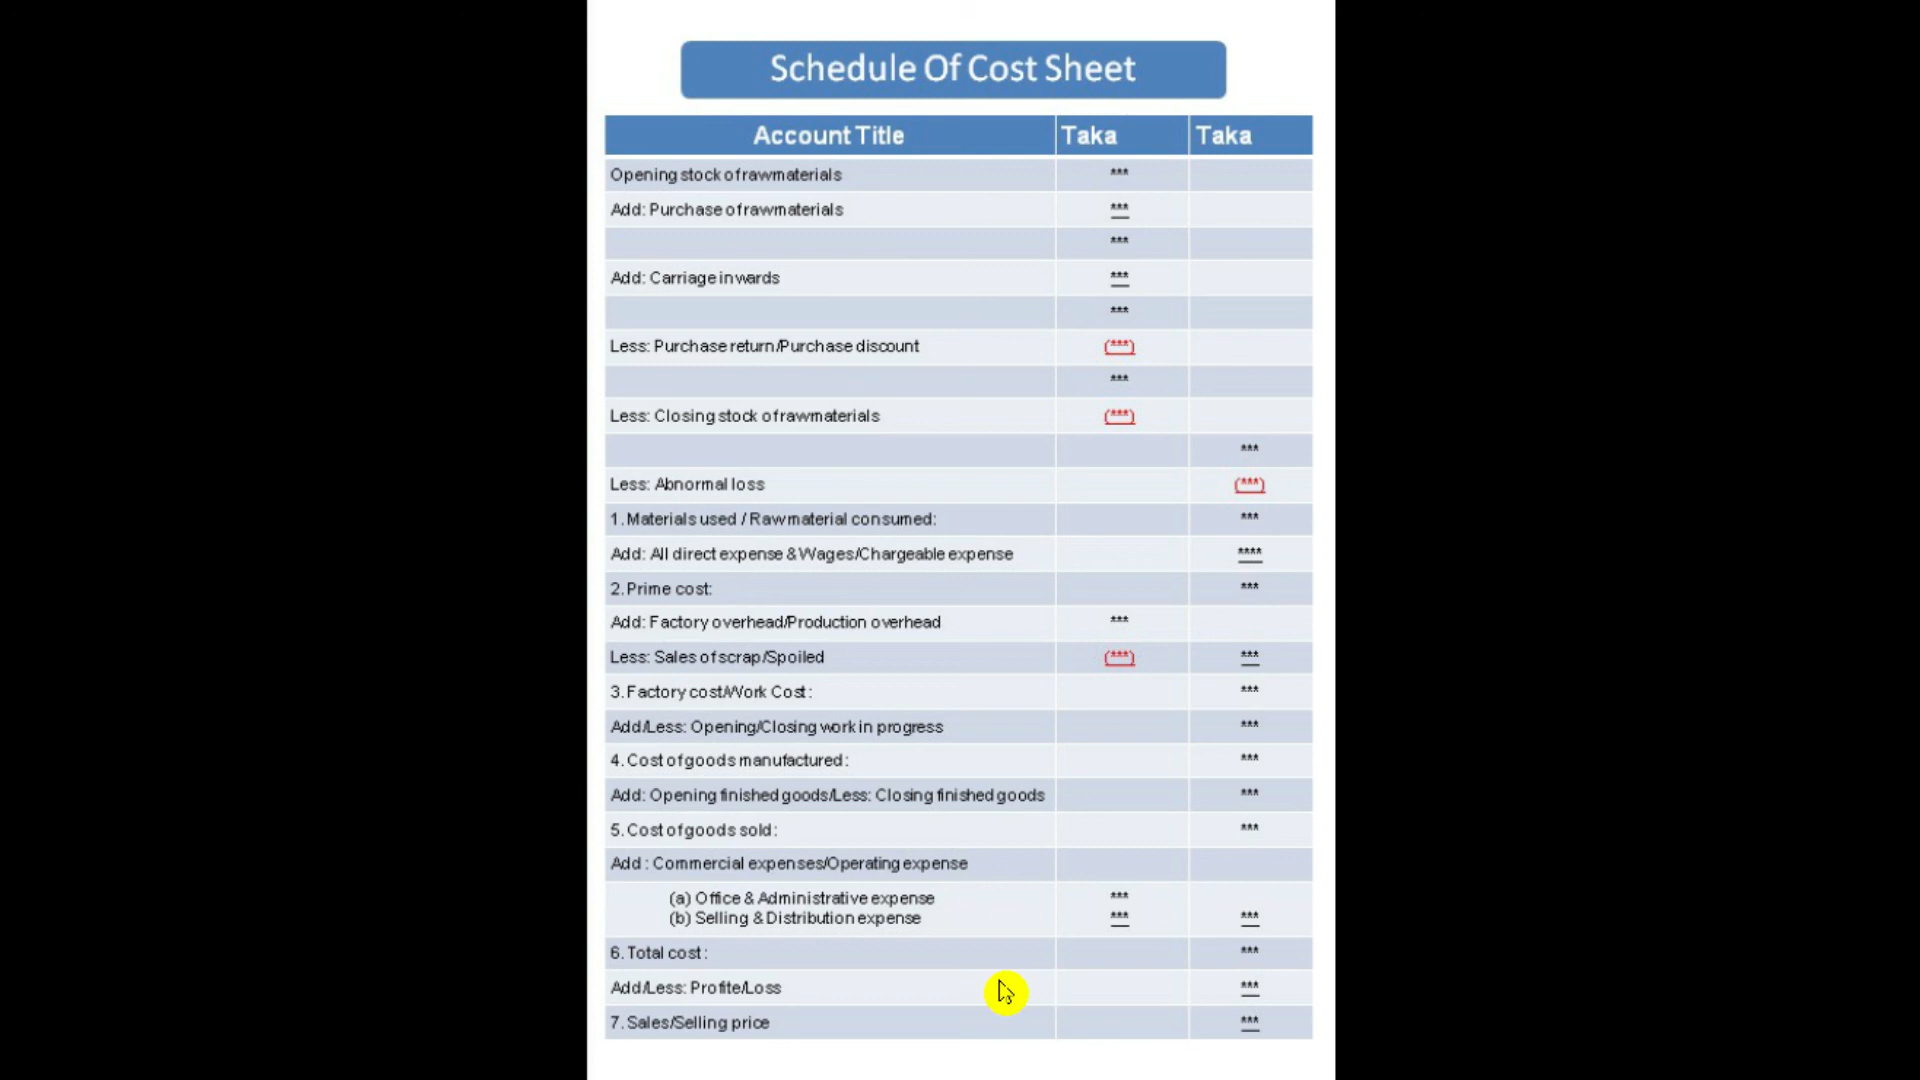 Schedule Of Cost Sheet
Account Title Taka Taka
Opening stock of raw materials ***
Add: Purchase of raw materials ***
***
Add: Carriage inwards ***
***
Less: Purchase return/Purchase discount (***)
***
Less: Closing stock of raw materials (***)
***
Less: Abnormal loss (***)
1. Materials used / Raw material consumed: ***
Add: All direct expense & Wages/Chargeable expense ****
2. Prime cost: ***
Add: Factory overhead/Production overhead ***
Less: Sales of scrap/Spoiled (***) ***
3. Factory cost/Work Cost: ***
Add/Less: Opening/Closing work in progress ***
4. Cost of goods manufactured: ***
Add: Opening finished goods/Less: Closing finished goods ***
5. Cost of goods sold: ***
Add : Commercial expenses/Operating expense
(a) Office & Administrative expense ***
(b) Selling & Distribution expense *** ***
6. Total cost: ***
Add/Less: Profite/Loss ***
7. Sales/Selling price ***